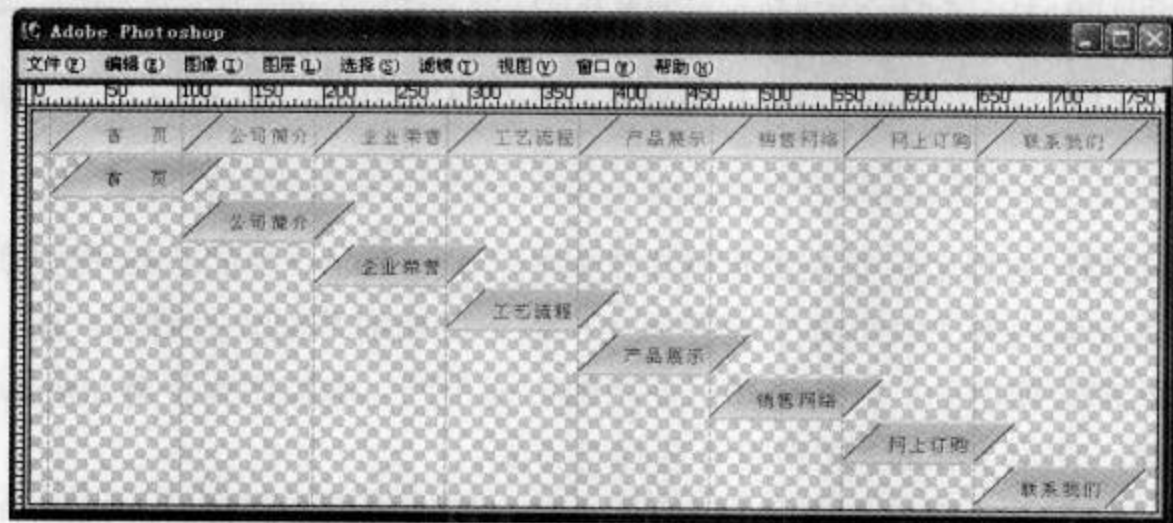 Adobe Photoshop
文件(F) 编辑(E) 图像(I) 图层(L) 选择(S) 滤镜(T) 视图(V) 窗口(W) 帮助(H)
0 50 100 150 200 250 300 350 400 450 500 550 600 650 700 750
首 页 公司简介 企业荣誉 工艺流程 产品展示 销售网络 网上订购 联系我们
首 页
公司简介
企业荣誉
工艺流程
产品展示
销售网络
网上订购
联系我们